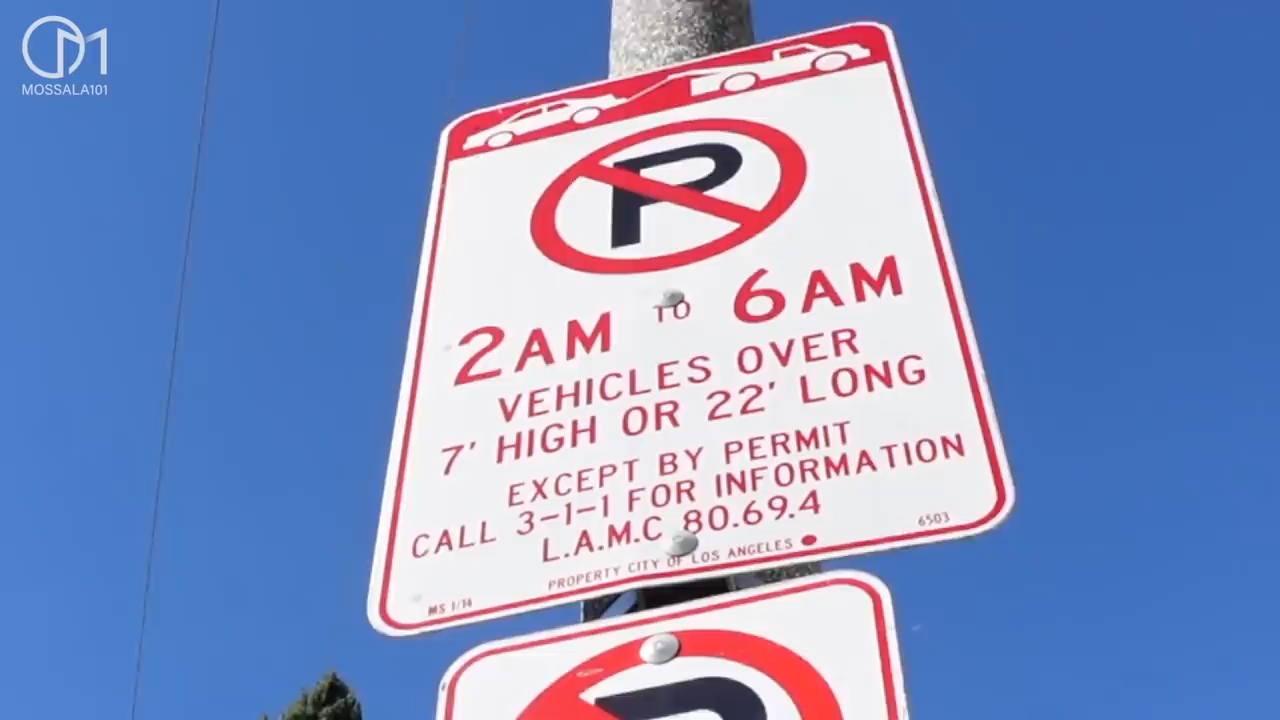 MOSSALA101
P
2AM TO 6AM
VEHICLES OVER
7' HIGH OR 22' LONG
EXCEPT BY PERMIT
CALL 3-1-1 FOR INFORMATION
L.A.M.C 80.69.4
PROPERTY CITY OF LOS ANGELES
MS 1/14
6503
P